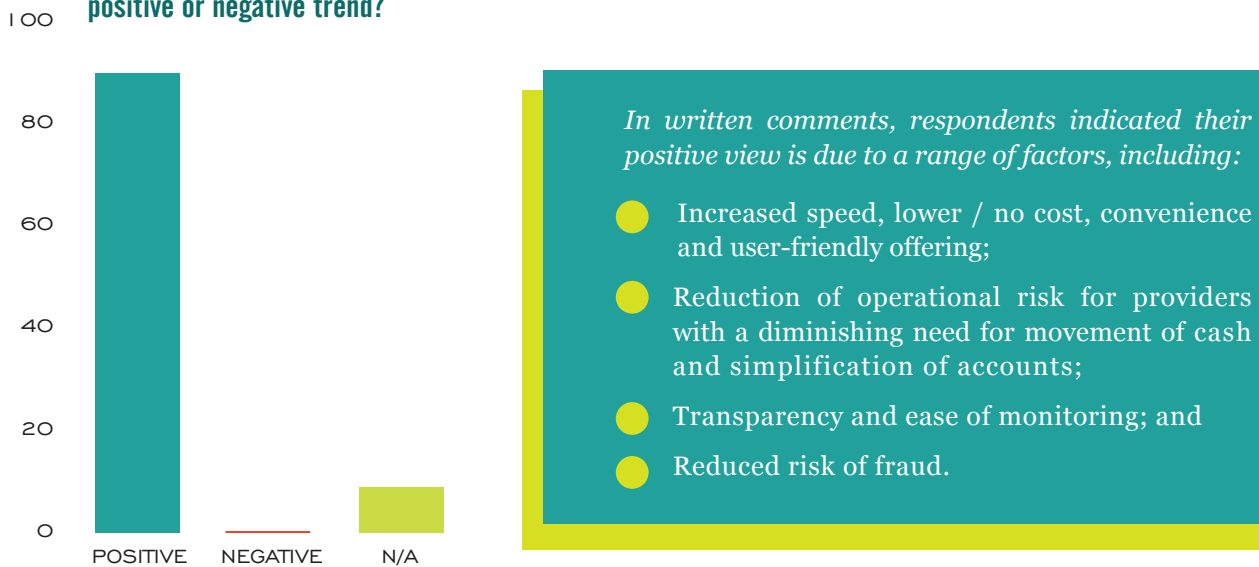 positive or negative trend?
100
80
60
40
20
0
POSITIVE
NEGATIVE
N/A
In written comments, respondents indicated their
positive view is due to a range of factors, including:
Increased speed, lower / no cost, convenience
and user-friendly offering;
Reduction of operational risk for providers
with a diminishing need for movement of cash
and simplification of accounts;
Transparency and ease of monitoring; and
Reduced risk of fraud.